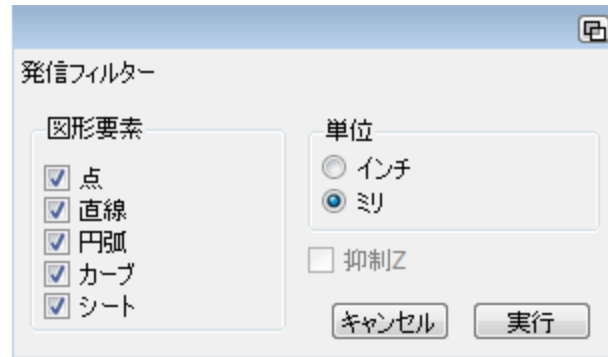 発信フィルター
図形要素
点
直線
円弧
カーブ
シート
単位
インチ
ミリ
抑制Z
キャンセル
実行